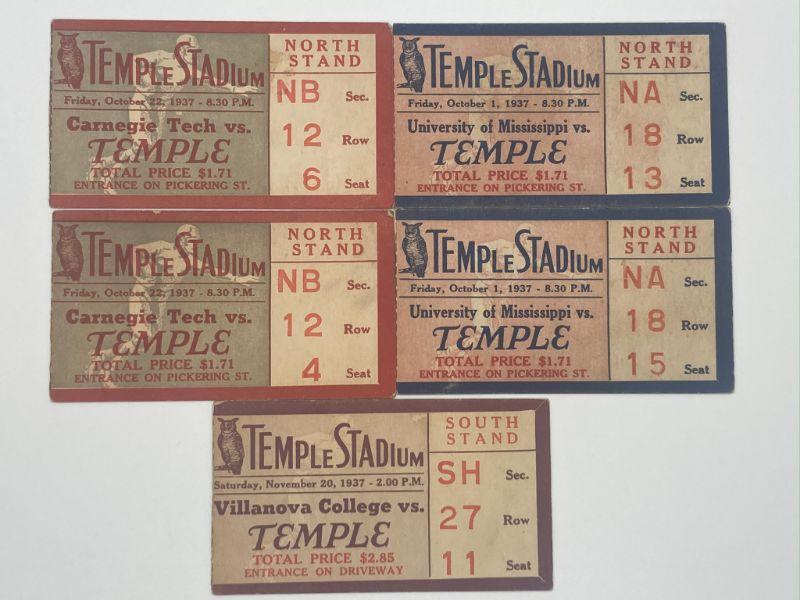 TEMPLE STADIUM
Friday, October 22, 1937 - 8.30 P.M.
Carnegie Tech vs.
TEMPLE
TOTAL PRICE $1.71
ENTRANCE ON PICKERING ST.
NORTH
STAND
NB Sec.
12 Row
6 Seat
TEMPLE STADIUM
Friday, October 1, 1937 - 8.30 P.M.
University of Mississippi vs.
TEMPLE
TOTAL PRICE $1.71
ENTRANCE ON PICKERING ST.
NORTH
STAND
NA Sec.
18 Row
13 Seat
TEMPLE STADIUM
Friday, October 22, 1937 - 8.30 P.M.
Carnegie Tech vs.
TEMPLE
TOTAL PRICE $1.71
ENTRANCE ON PICKERING ST.
NORTH
STAND
NB Sec.
12 Row
4 Seat
TEMPLE STADIUM
Friday, October 1, 1937 - 8.30 P.M.
University of Mississippi vs.
TEMPLE
TOTAL PRICE $1.71
ENTRANCE ON PICKERING ST.
NORTH
STAND
NA Sec.
18 Row
15 Seat
TEMPLE STADIUM
Saturday, November 20, 1937 - 2.00 P.M.
Villanova College vs.
TEMPLE
TOTAL PRICE $2.85
ENTRANCE ON DRIVEWAY
SOUTH
STAND
SH Sec.
27 Row
11 Seat